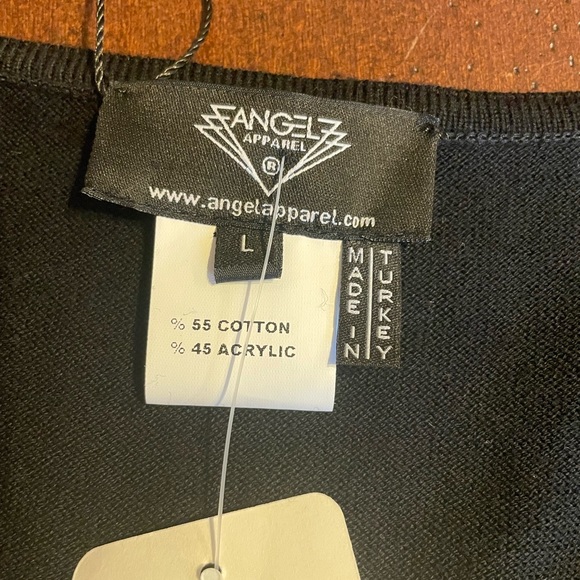 ANGEL
APPAREL
®
www.angelapparel.com
L
% 55 COTTON
% 45 ACRYLIC
MADE IN
TURKEY